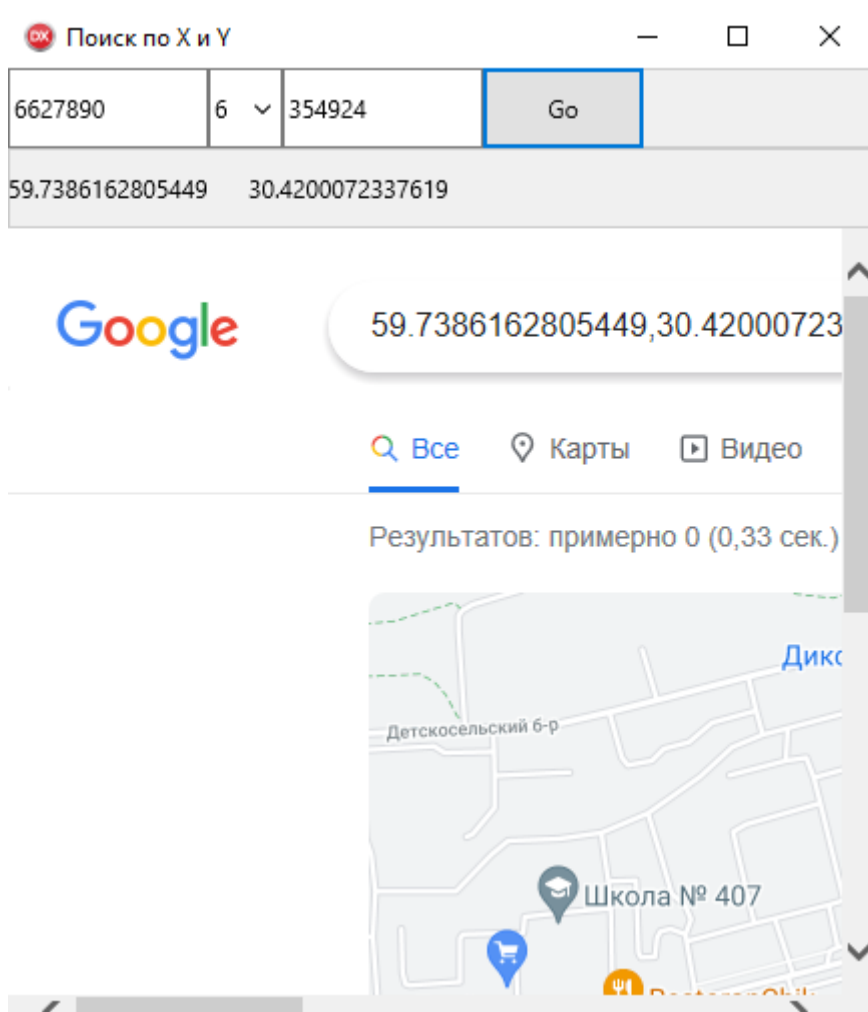 Поиск по X и Y
6627890 6 354924 Go
59.7386162805449 30.4200072337619
Google 59.7386162805449,30.42000723
Все Карты Видео
Результатов: примерно 0 (0,33 сек.)
Детскосельский б-р
Школа № 407